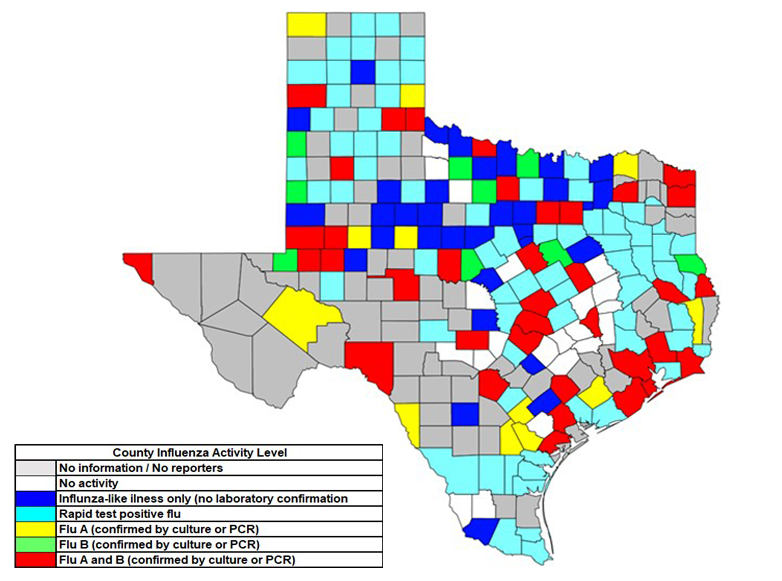 County Influenza Activity Level
No information / No reporters
No activity
Influnza-like ilness only (no laboratory confirmation
Rapid test positive flu
Flu A (confirmed by culture or PCR)
Flu B (confirmed by culture or PCR)
Flu A and B (confirmed by culture or PCR)